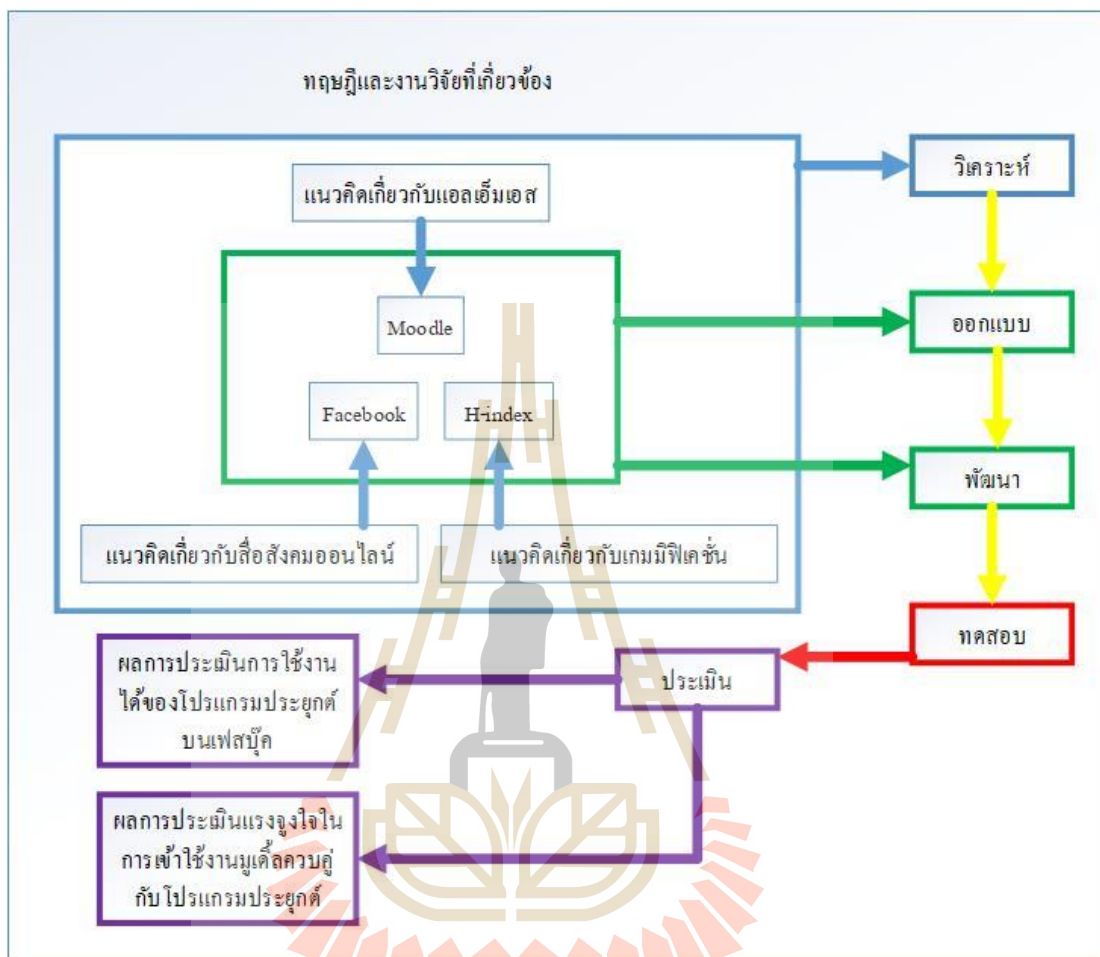 ทฤษฎีและงานวิจัยที่เกี่ยวข้อง
แนวคิดเกี่ยวกับแอลเอ็มเอส
Moodle
Facebook
H-index
แนวคิดเกี่ยวกับสื่อสังคมออนไลน์
แนวคิดเกี่ยวกับเกมมิฟิเคชั่น
วิเคราะห์
ออกแบบ
พัฒนา
ทดสอบ
ประเมิน
ผลการประเมินการใช้งาน
ได้ของโปรแกรมประยุกต์
บนเฟสบุ๊ค
ผลการประเมินแรงจูงใจใน
การเข้าใช้งานมูเดิ้ลควบคู่
กับโปรแกรมประยุกต์